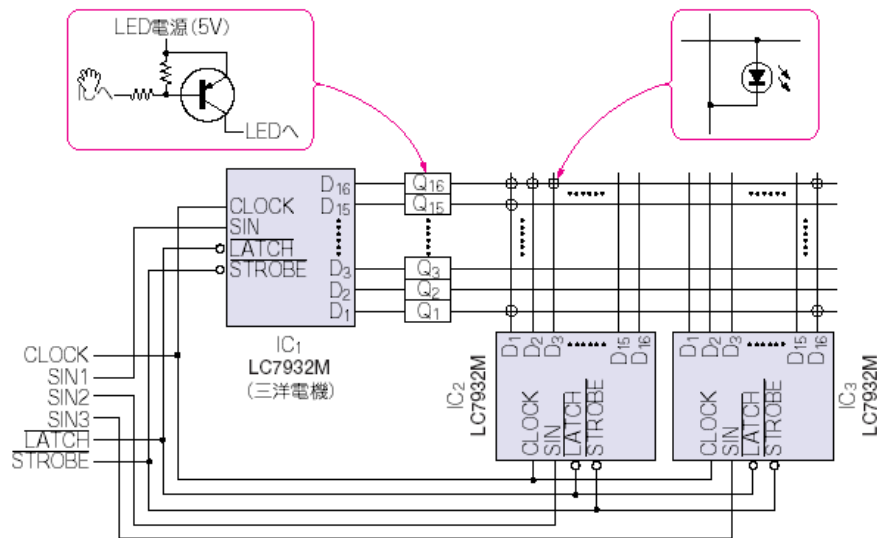 LED電源(5V)
LEDへ
CLOCK
SIN
LATCH
STROBE
D16
D15
D3
D2
D1
Q16
Q15
Q3
Q2
Q1
IC1
LC7932M
(三洋電機)
CLOCK
SIN1
SIN2
SIN3
LATCH
STROBE
IC2
LC7932M
D1
D2
D3
D15
D16
CLOCK
SIN
LATCH
STROBE
D1
D2
D3
D15
D16
CLOCK
SIN
LATCH
STROBE
IC3
LC7932M